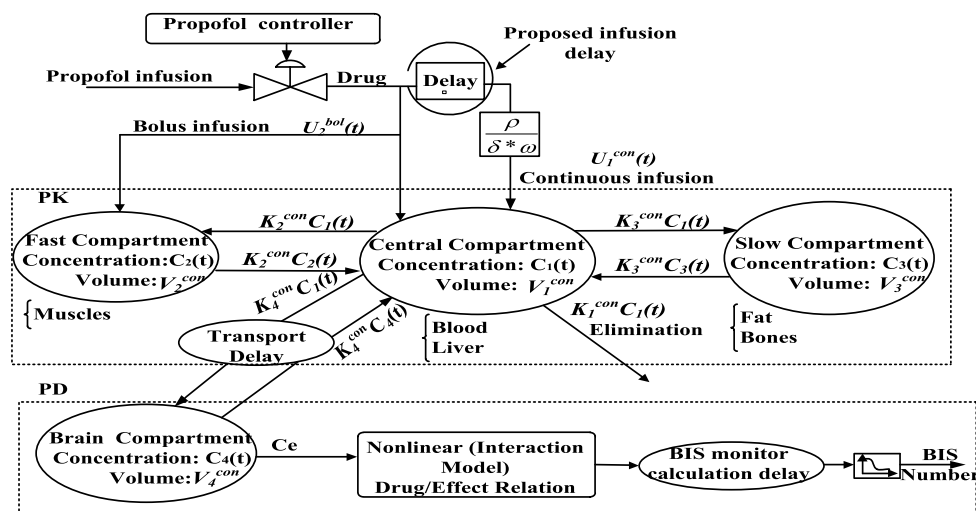 Propofol controller
Propofol infusion
Drug
Delay
Proposed infusion
delay
Bolus infusion U₂ᵇᵒˡ(t)
ρ
δ * ω
U₁ᶜᵒⁿ(t)
Continuous infusion
PK
Fast Compartment
Concentration:C₂(t)
Volume:V₂ᶜᵒⁿ
Muscles
K₂ᶜᵒⁿC₁(t)
K₂ᶜᵒⁿC₂(t)
Central Compartment
Concentration: C₁(t)
Volume: V₁ᶜᵒⁿ
Blood
Liver
K₃ᶜᵒⁿC₁(t)
K₃ᶜᵒⁿC₃(t)
Slow Compartment
Concentration: C₃(t)
Volume: V₃ᶜᵒⁿ
Fat
Bones
K₁ᶜᵒⁿC₁(t)
Elimination
K₄ᶜᵒⁿC₁(t)
Transport
Delay
K₄ᶜᵒⁿC₄(t)
PD
Brain Compartment
Concentration: C₄(t)
Volume:V₄ᶜᵒⁿ
Ce
Nonlinear (Interaction
Model)
Drug/Effect Relation
BIS monitor
calculation delay
BIS
Number